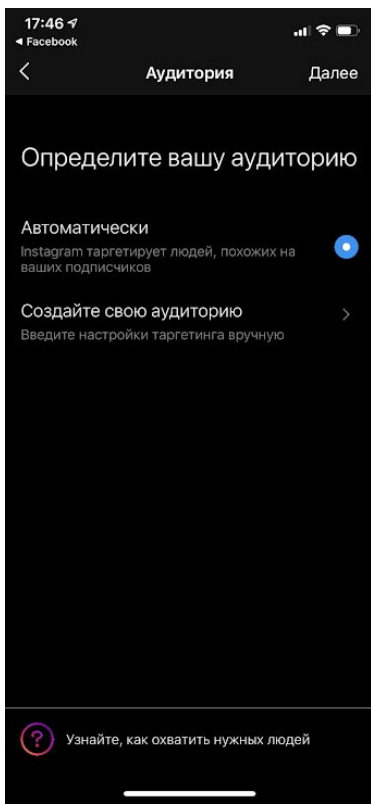 17:46
◀ Facebook
Аудитория
Далее
Определите вашу аудиторию
Автоматически
Instagram таргетирует людей, похожих на
ваших подписчиков
Создайте свою аудиторию
Введите настройки таргетинга вручную
Узнайте, как охватить нужных людей